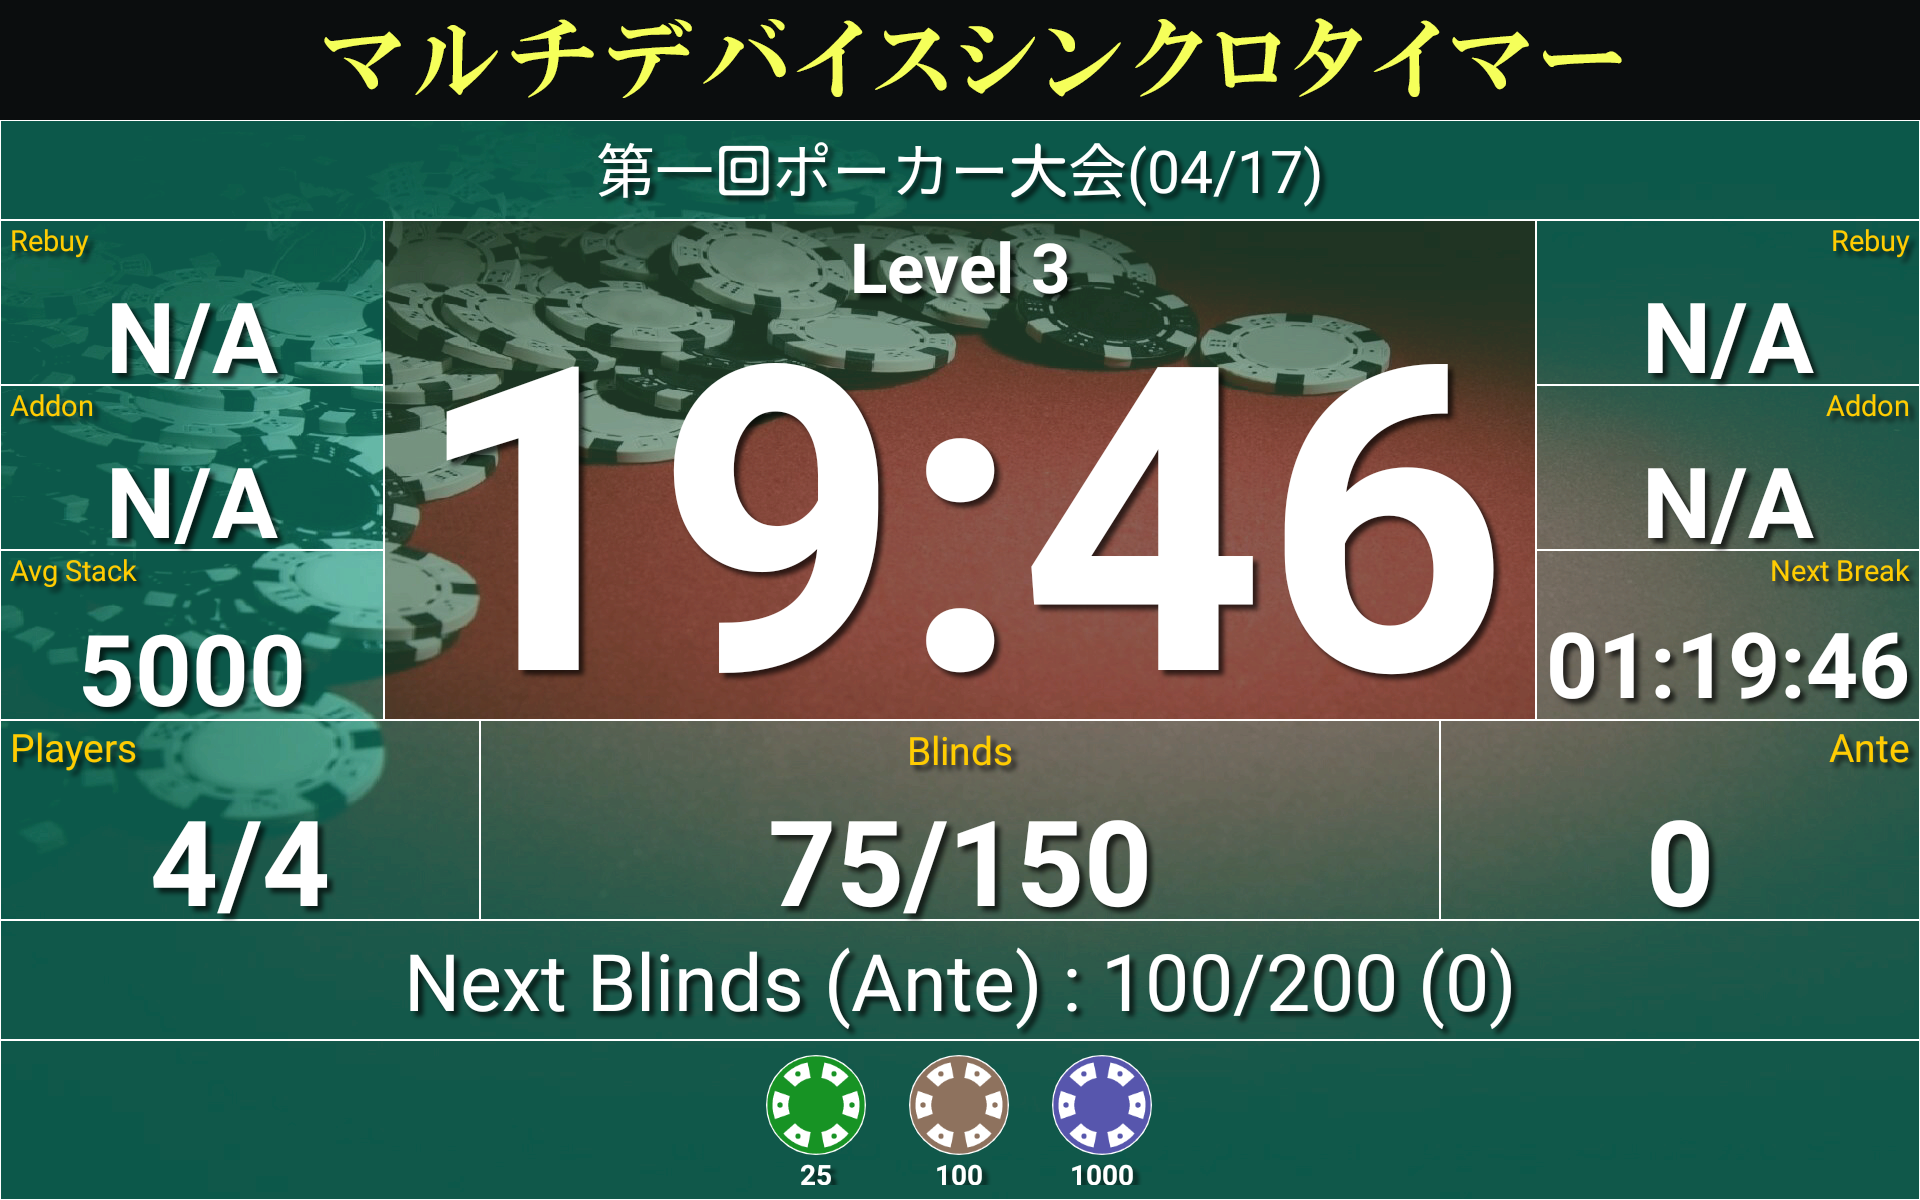 マルチデバイスシンクロタイマー
第一回ポーカー大会(04/17)
Rebuy
N/A
Addon
N/A
Avg Stack
5000
Level 3
19:46
Rebuy
N/A
Addon
N/A
Next Break
01:19:46
Players
4/4
Blinds
75/150
Ante
0
Next Blinds (Ante) : 100/200 (0)
25
100
1000